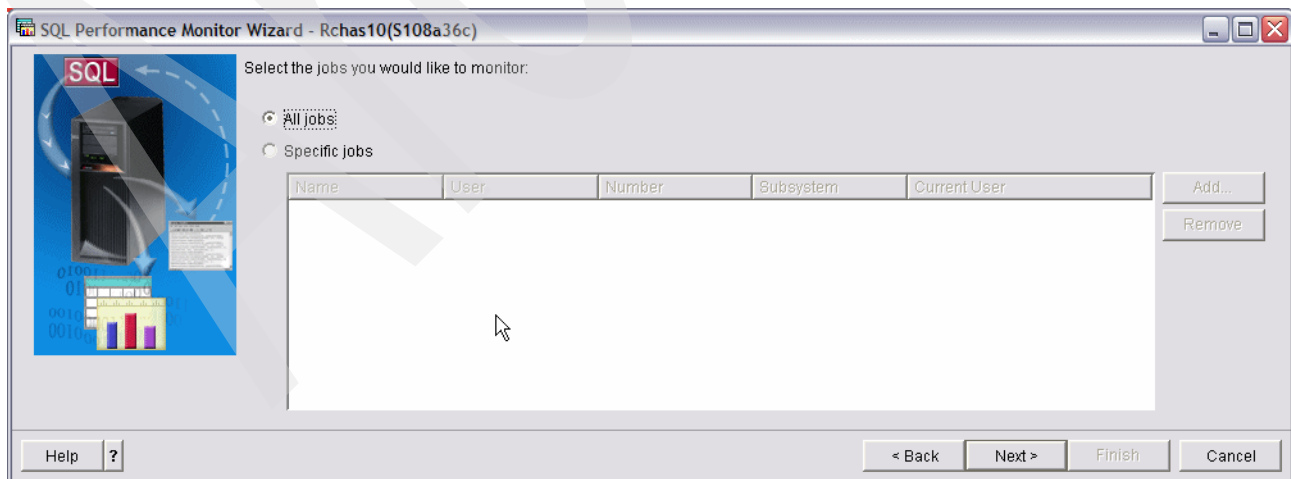 SQL Performance Monitor Wizard - Rchas10(S108a36c)
SQL
Select the jobs you would like to monitor:
All jobs
Specific jobs
Name User Number Subsystem Current User
Add...
Remove
Help ? < Back Next > Finish Cancel